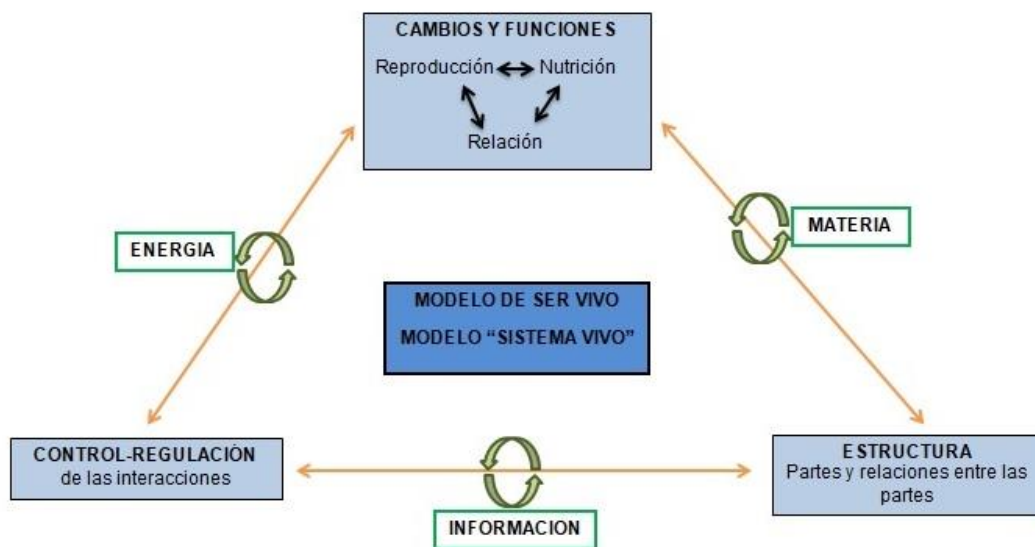 CAMBIOS Y FUNCIONES
Reproducción Nutrición
Relación
ENERGIA
MATERIA
MODELO DE SER VIVO
MODELO “SISTEMA VIVO”
CONTROL-REGULACIÓN
de las interacciones
ESTRUCTURA
Partes y relaciones entre las
partes
INFORMACION